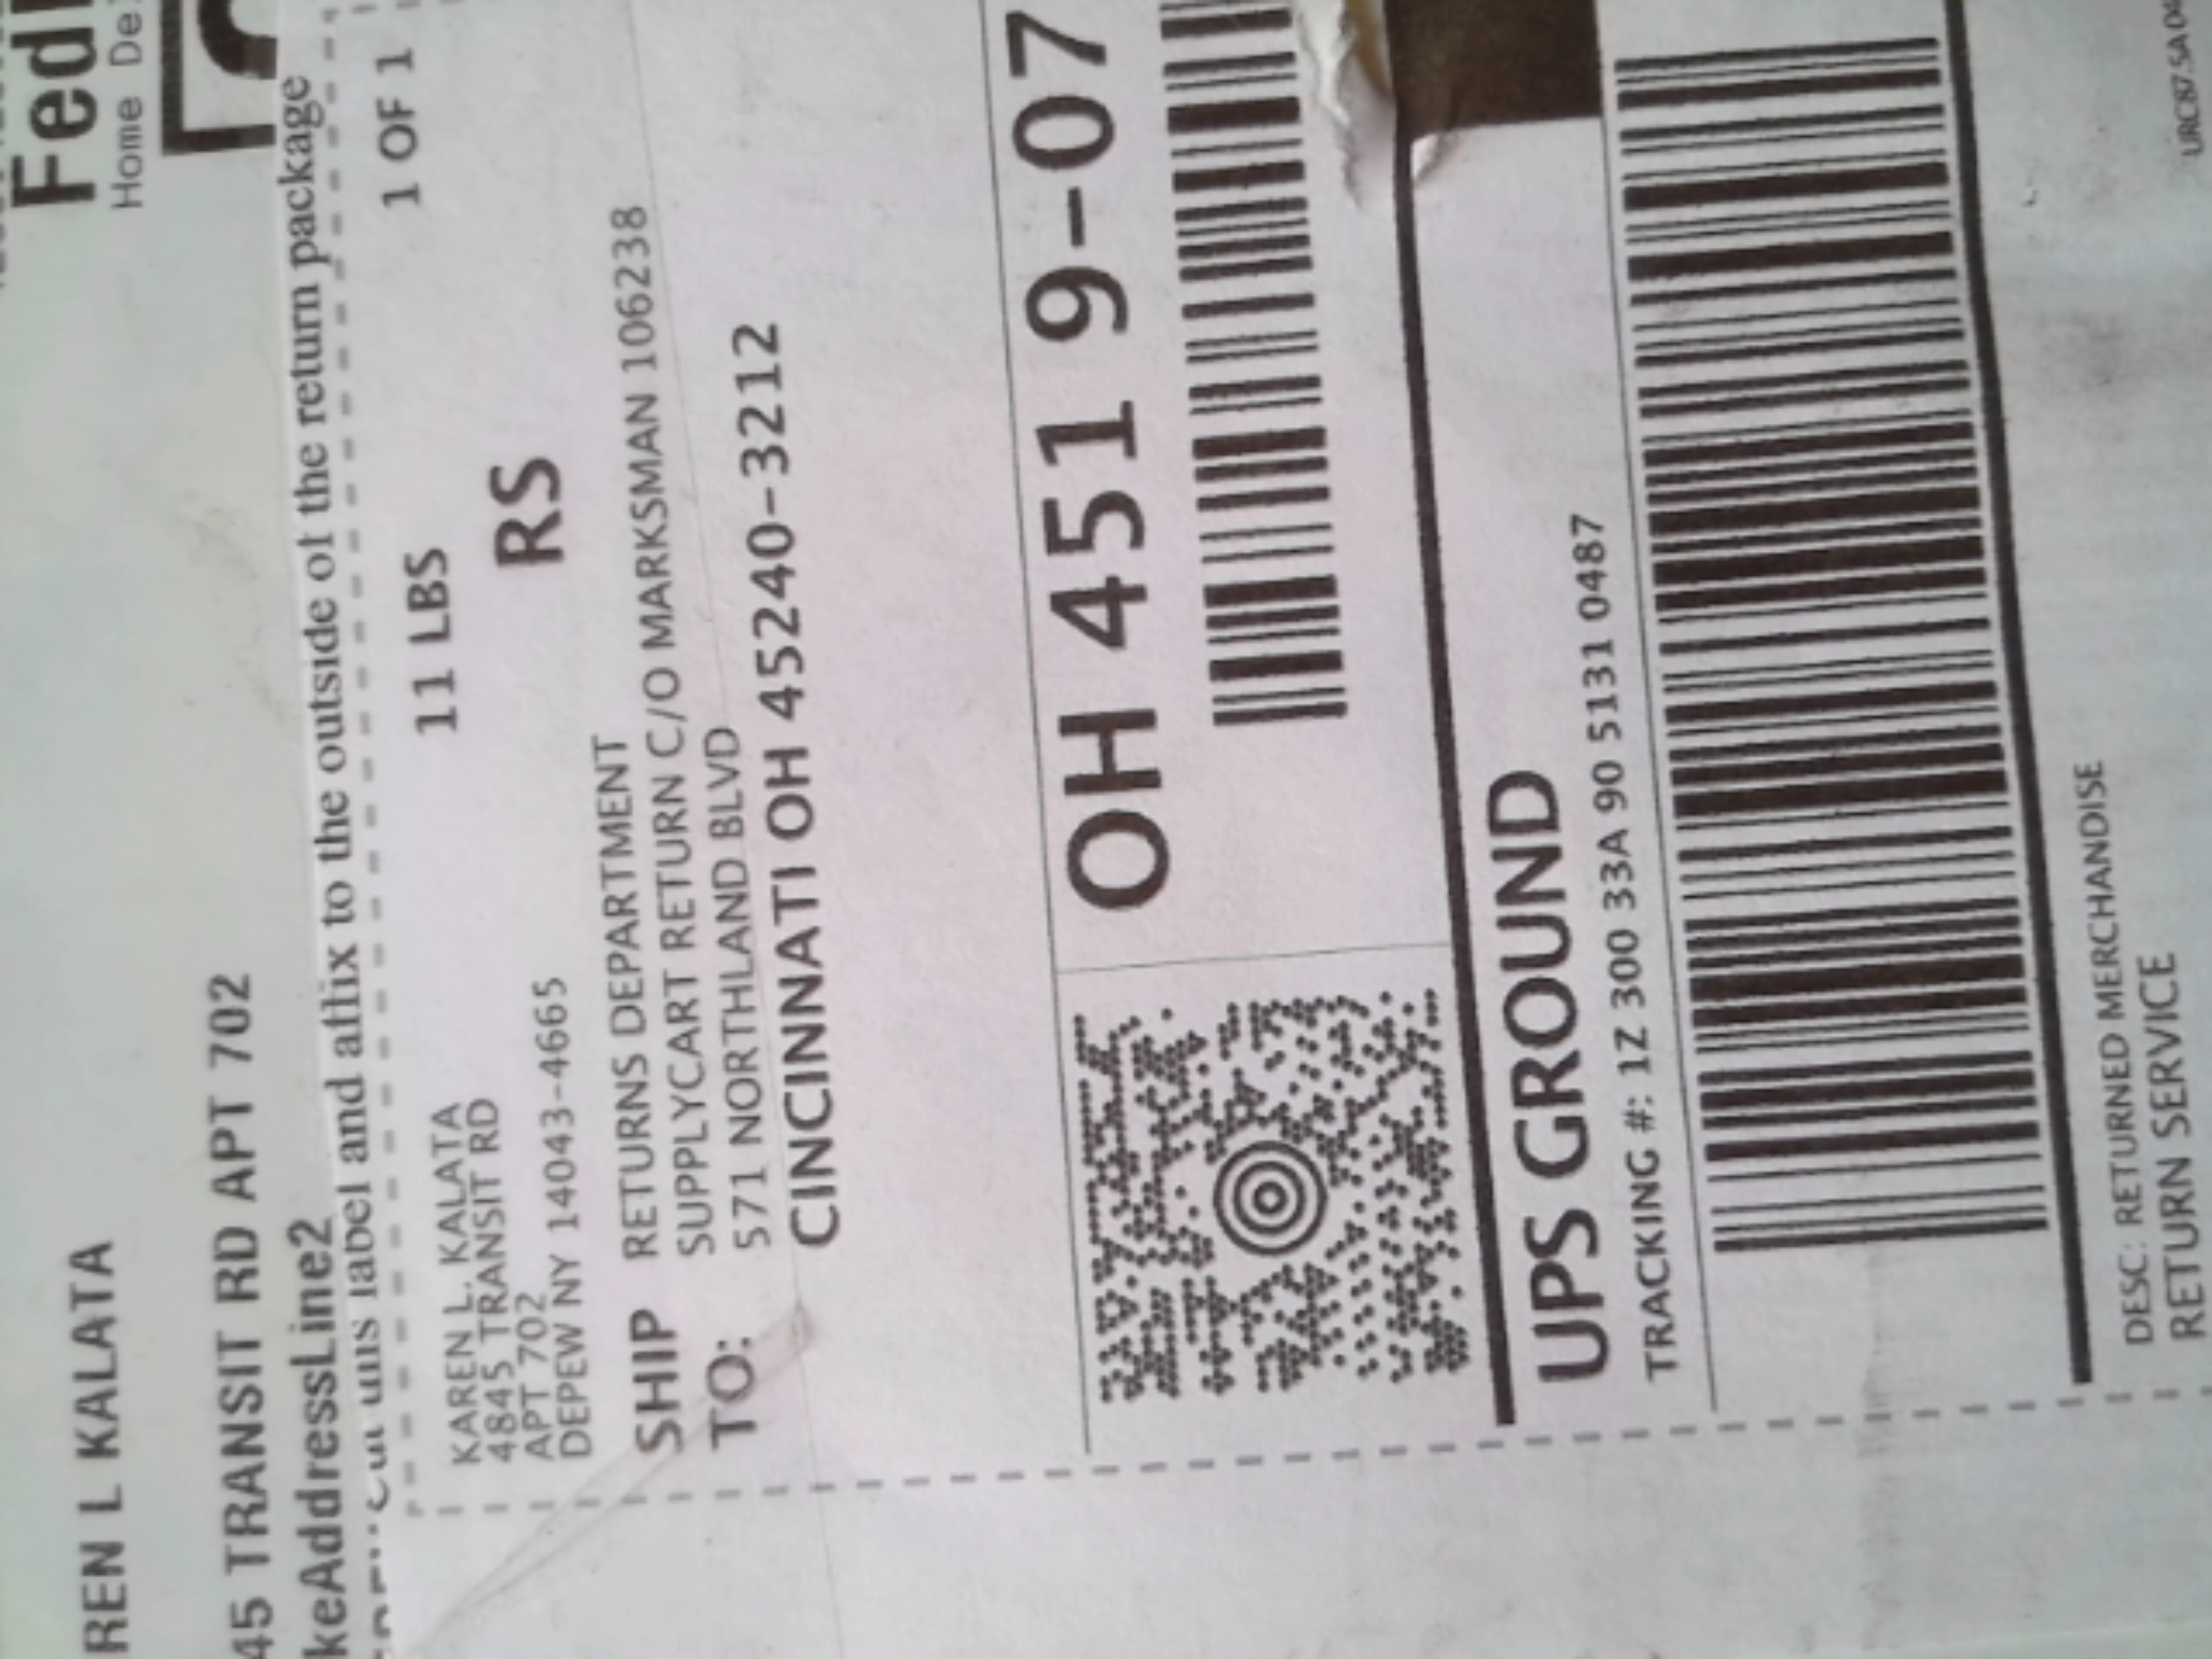 Fed
Home De
REN L KALATA
45 TRANSIT RD APT 702
keAddressLine2
label and affix to the outside of the return package
KAREN L. KALATA
4845 TRANSIT RD
APT 702
DEPEW NY 14043-4665
11 LBS
1 OF 1
RS
SHIP
TO:
RETURNS DEPARTMENT
SUPPLYCART RETURN C/O MARKSMAN 106238
571 NORTHLAND BLVD
CINCINNATI OH 45240-3212
OH 451 9-07
UPS GROUND
TRACKING #: 1Z 300 33A 90 5131 0487
DESC: RETURNED MERCHANDISE
RETURN SERVICE